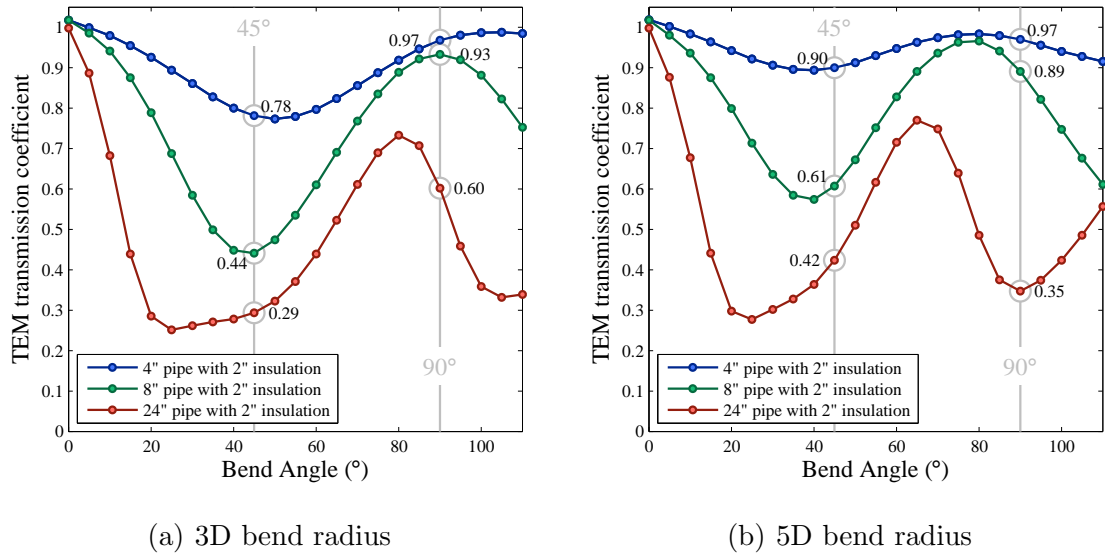 1
0.9
0.8
0.7
0.6
0.5
0.4
0.3
0.2
0.1
0
TEM transmission coefficient
45°
90°
0.97
0.93
0.78
0.60
0.44
0.29
4" pipe with 2" insulation
8" pipe with 2" insulation
24" pipe with 2" insulation
0 20 40 60 80 100
Bend Angle (°)
(a) 3D bend radius
1
0.9
0.8
0.7
0.6
0.5
0.4
0.3
0.2
0.1
0
TEM transmission coefficient
45°
90°
0.97
0.90
0.89
0.61
0.42
0.35
4" pipe with 2" insulation
8" pipe with 2" insulation
24" pipe with 2" insulation
0 20 40 60 80 100
Bend Angle (°)
(b) 5D bend radius